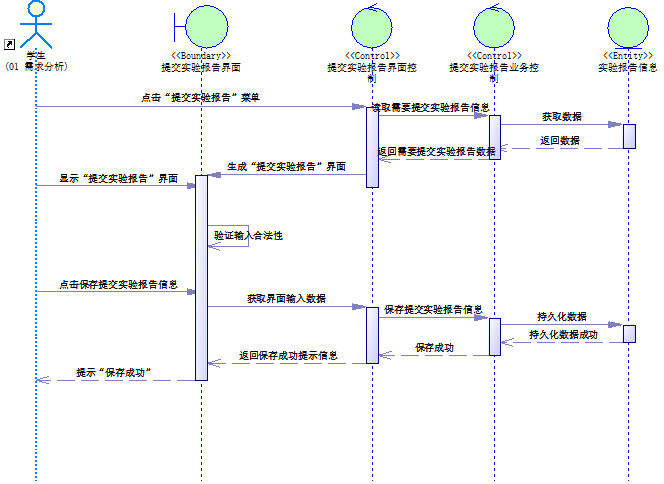 学生
(01 需求分析)
<<Boundary>>
提交实验报告界面
<<Control>>
提交实验报告界面控
制
<<Control>>
提交实验报告业务控
制
<<Entity>>
实验报告信息
点击“提交实验报告”菜单
读取需要提交实验报告信息
获取数据
返回数据
返回需要提交实验报告数据
生成“提交实验报告”界面
显示“提交实验报告”界面
验证输入合法性
点击保存提交实验报告信息
获取界面输入数据
保存提交实验报告信息
持久化数据
持久化数据成功
保存成功
返回保存成功提示信息
提示“保存成功”